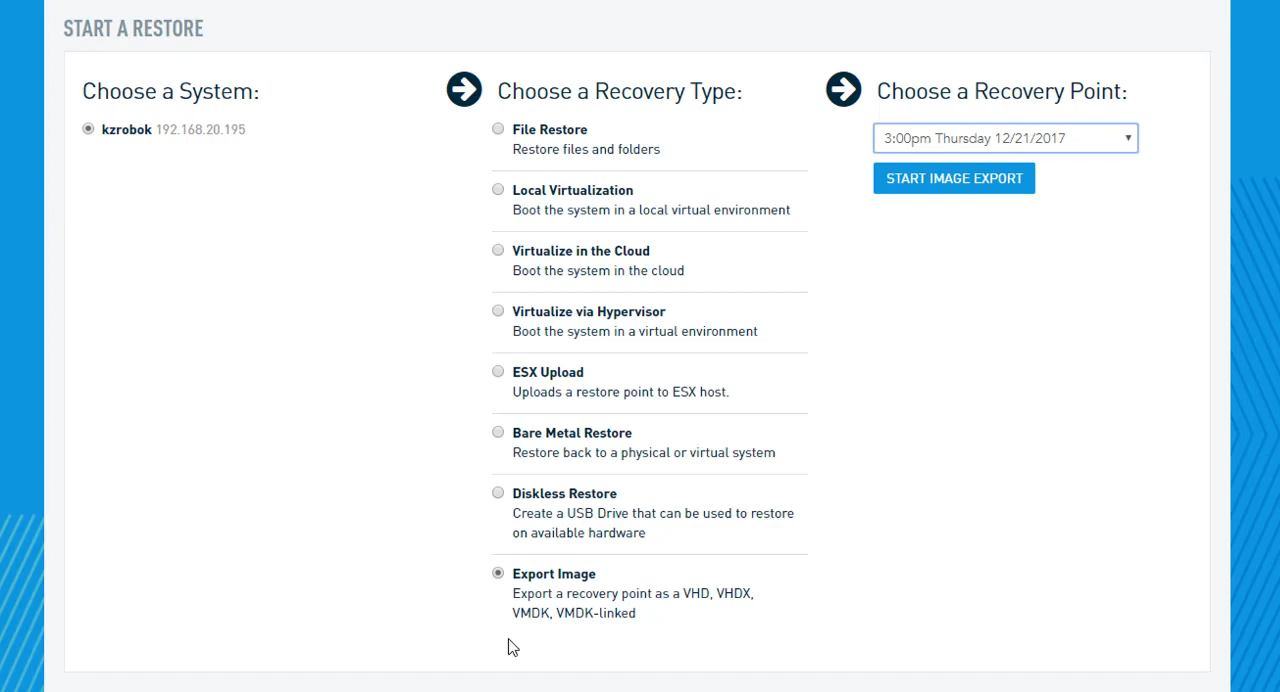 START A RESTORE
Choose a System:
kzrobok 192.168.20.195
Choose a Recovery Type:
File Restore
Restore files and folders
Local Virtualization
Boot the system in a local virtual environment
Virtualize in the Cloud
Boot the system in the cloud
Virtualize via Hypervisor
Boot the system in a virtual environment
ESX Upload
Uploads a restore point to ESX host.
Bare Metal Restore
Restore back to a physical or virtual system
Diskless Restore
Create a USB Drive that can be used to restore
on available hardware
Export Image
Export a recovery point as a VHD, VHDX,
VMDK, VMDK-linked
Choose a Recovery Point:
3:00pm Thursday 12/21/2017
START IMAGE EXPORT